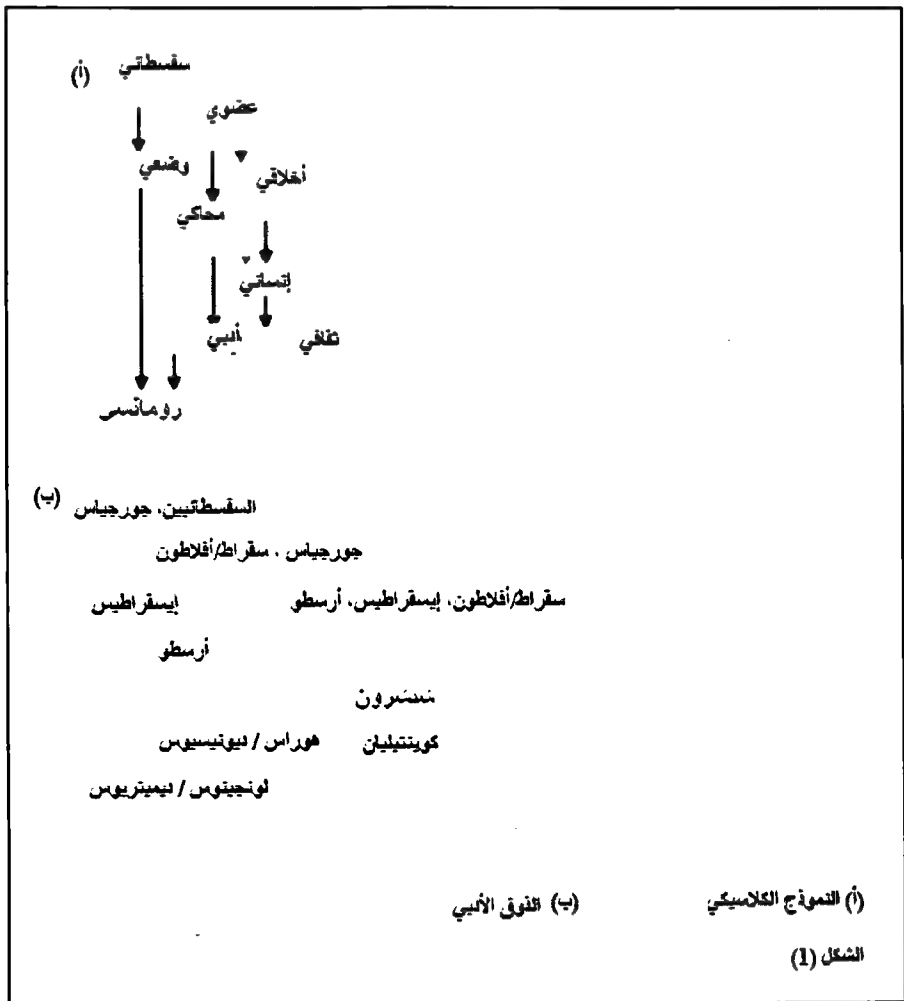 (أ) سفسطائي
عضوي
وضعي
أخلاقي
محاكي
إنساني
أدبي
ثقافي
رومانسي
(ب) السفسطائيين، جورجياس
جورجياس ، سقراط/أفلاطون
إيسقراطيس سقراط/أفلاطون، إيسقراطيس، أرسطو
أرسطو
شيشرون
هوراس / ديونيسيوس كوينتيليان
لونجينوس / ديميتريوس
(أ) النموذج الكلاسيكي (ب) الذوق الأدبي
الشكل (1)